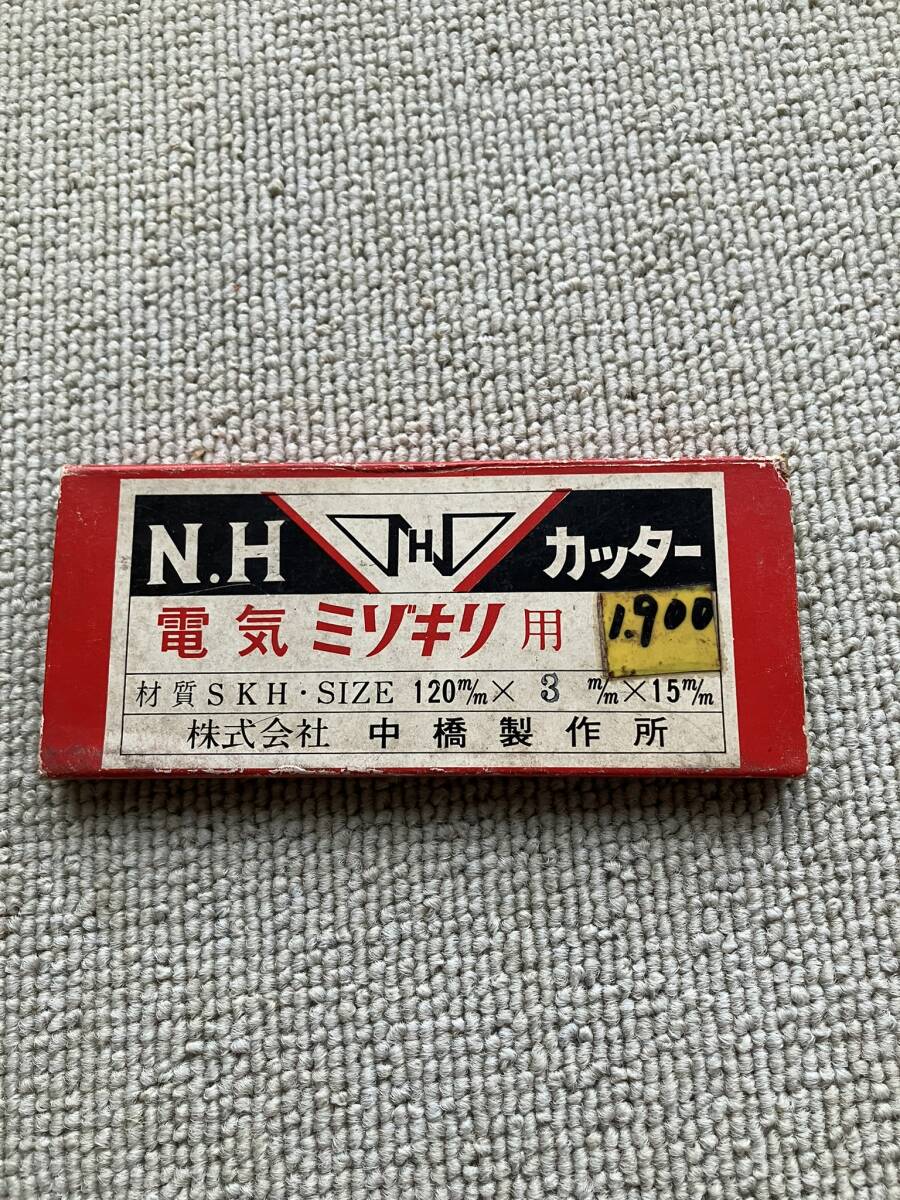 N.H NH カッター
電気ミゾキリ用 1.900
材質SKH・SIZE 120m/m×3 m/m×15m/m
株式会社 中橋製作所